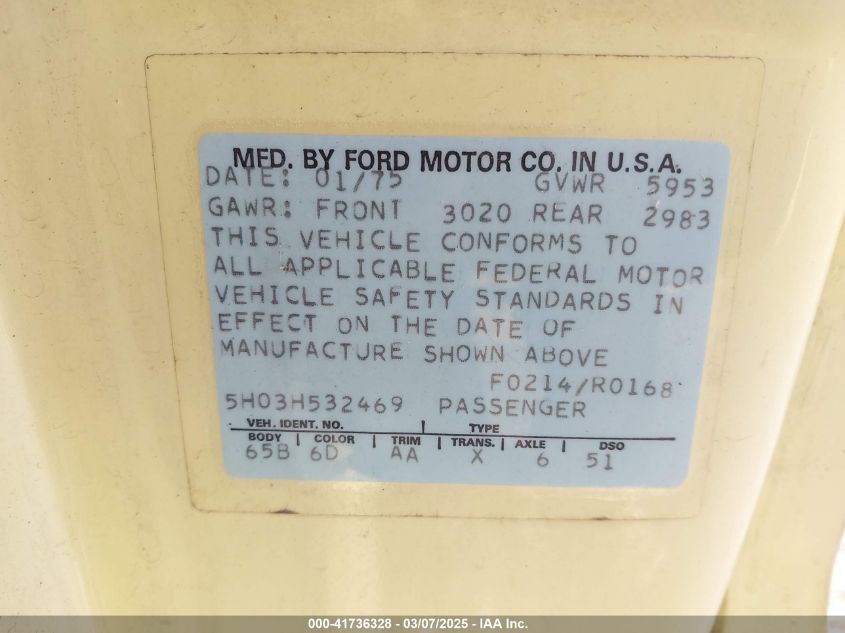 MFD. BY FORD MOTOR CO. IN U.S.A.
DATE: 01/75 GVWR 5953
GAWR: FRONT 3020 REAR 2983
THIS VEHICLE CONFORMS TO
ALL APPLICABLE FEDERAL MOTOR
VEHICLE SAFETY STANDARDS IN
EFFECT ON THE DATE OF
MANUFACTURE SHOWN ABOVE
F0214/R0168
5H03H532469 PASSENGER
VEH. IDENT. NO. | TYPE
BODY | COLOR | TRIM | TRANS. | AXLE | DSO
65B 6D AA X 6 51
000-41736328 - 03/07/2025 - IAA Inc.